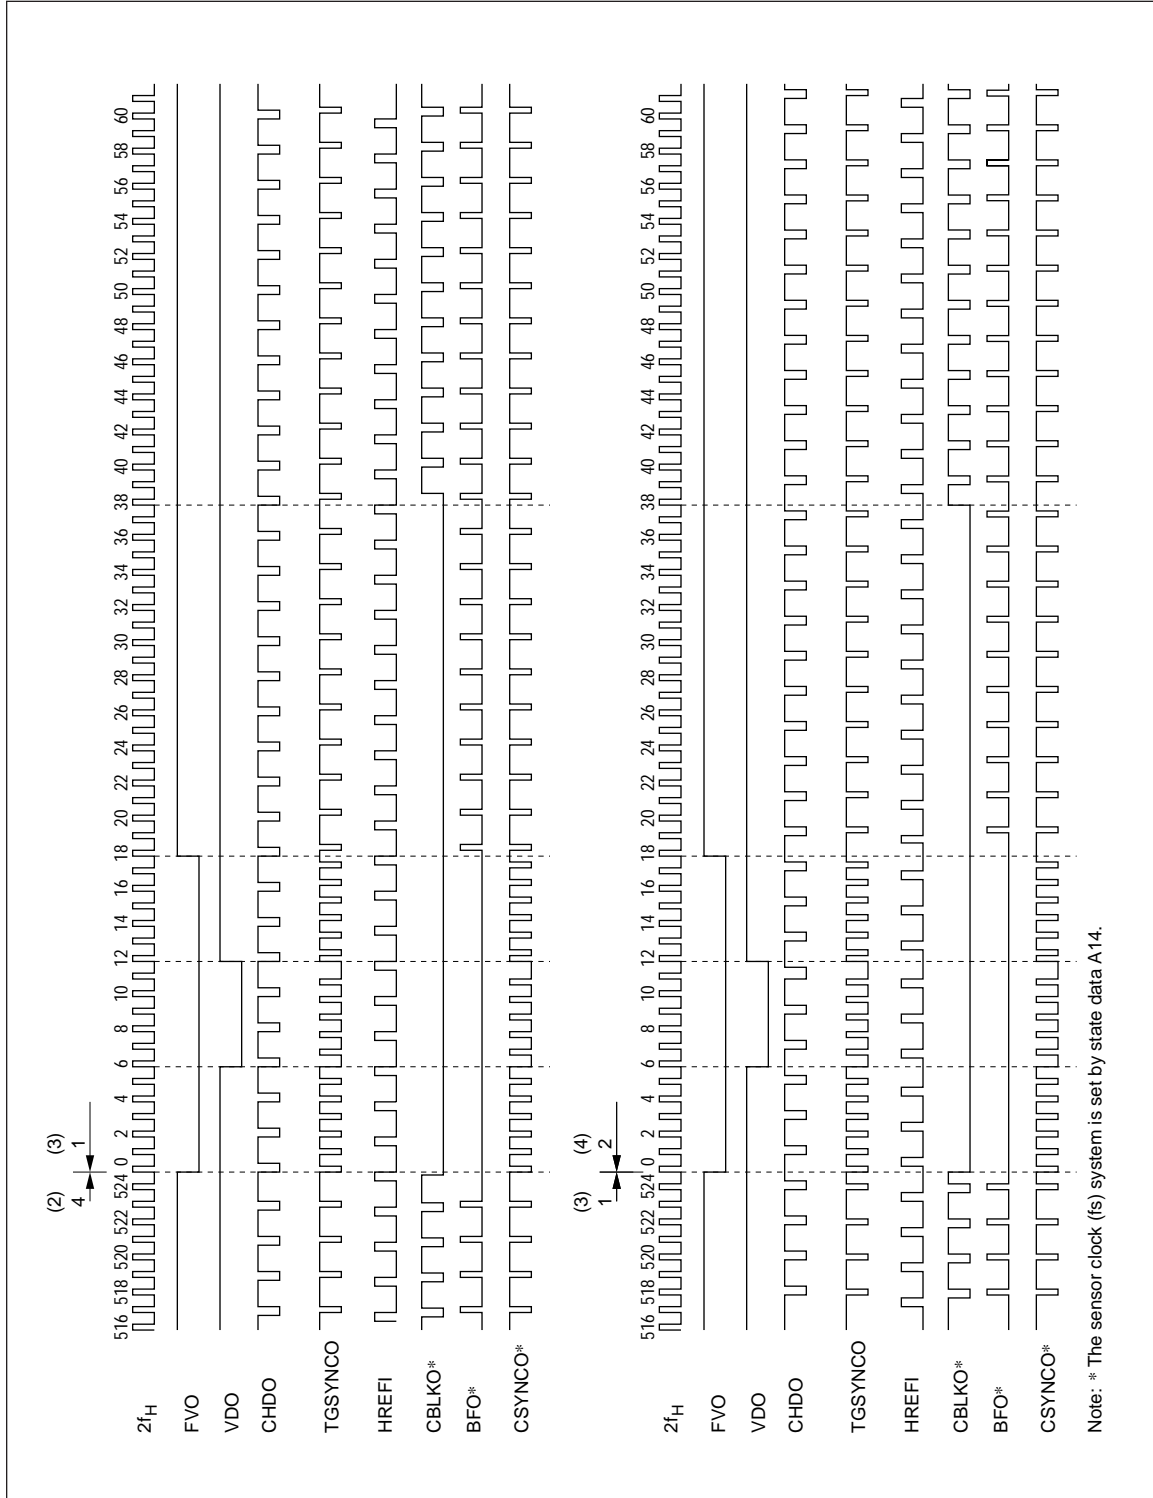 (2) (3)
4 1
516 518 520 522 524 0 2 4 6 8 10 12 14 16 18 20 22 24 26 28 30 32 34 36 38 40 42 44 46 48 50 52 54 56 58 60
2fH
FVO
VDO
CHDO
TGSYNCO
HREFI
CBLKO*
BFO*
CSYNCO*
(3) (4)
1 2
516 518 520 522 524 0 2 4 6 8 10 12 14 16 18 20 22 24 26 28 30 32 34 36 38 40 42 44 46 48 50 52 54 56 58 60
2fH
FVO
VDO
CHDO
TGSYNCO
HREFI
CBLKO*
BFO*
CSYNCO*
Note: * The sensor clock (fs) system is set by state data A14.